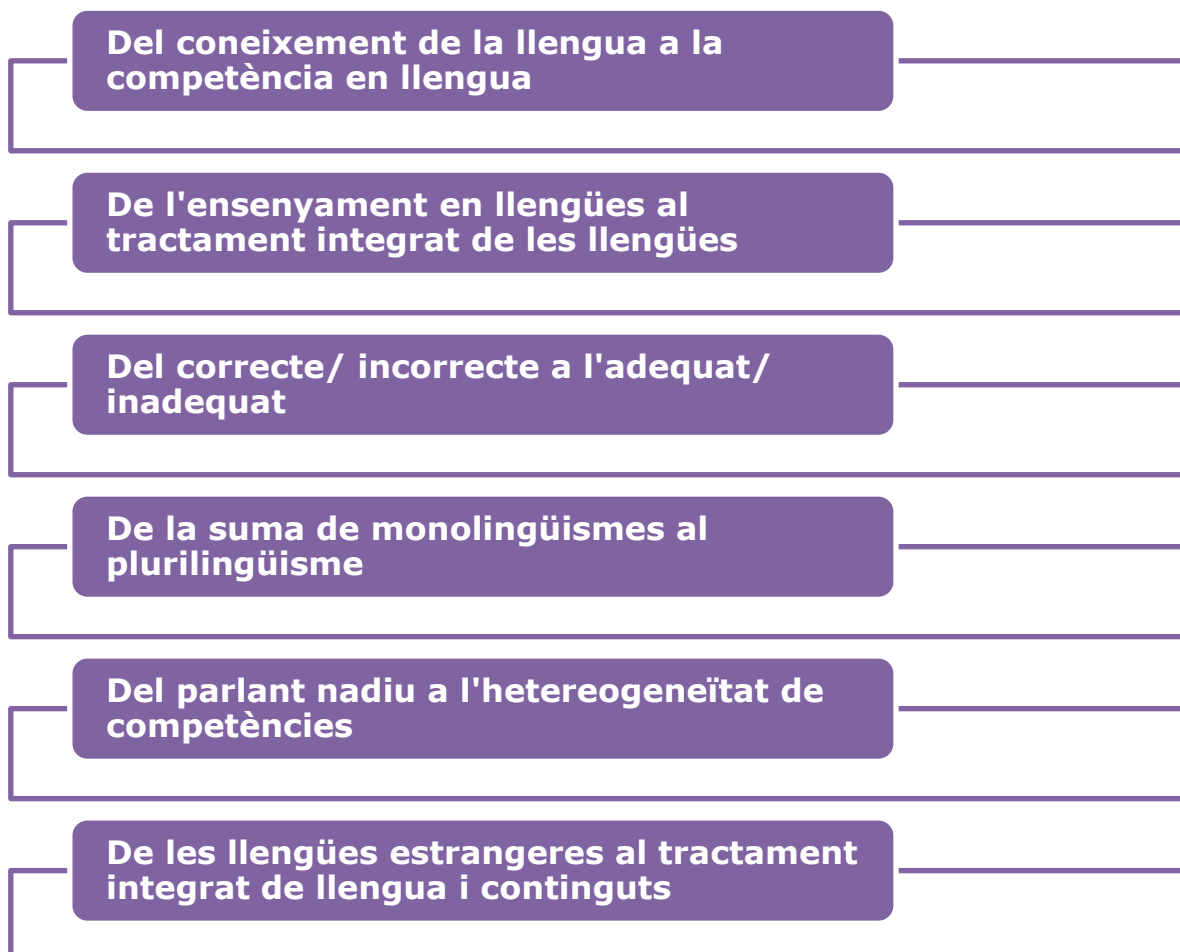 Del coneixement de la llengua a la
competència en llengua
De l'ensenyament en llengües al
tractament integrat de les llengües
Del correcte/ incorrecte a l'adequat/
inadequat
De la suma de monolingüismes al
plurilingüisme
Del parlant nadiu a l'hetereogeneïtat de
competències
De les llengües estrangeres al tractament
integrat de llengua i continguts